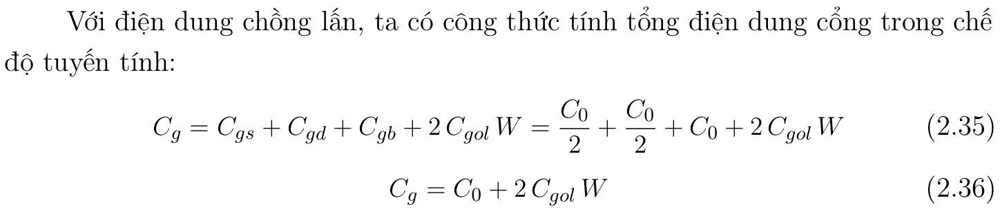 Với điện dung chồng lấn, ta có công thức tính tổng điện dung cổng trong chế
độ tuyến tính:
$$C_g = C_{gs} + C_{gd} + C_{gb} + 2\,C_{gol}\,W = \frac{C_0}{2} + \frac{C_0}{2} + C_0 + 2\,C_{gol}\,W \quad (2.35)$$
$$C_g = C_0 + 2\,C_{gol}\,W \quad (2.36)$$